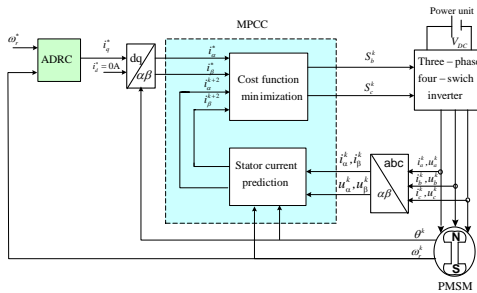 Power unit
MPCC
ω_r^*
i_q^*
V_DC
ADRC
i_d^* = 0A
dq
αβ
i_α^*
i_β^*
i_α^{k+2}
i_β^{k+2}
Cost function
minimization
S_b^k
S_c^k
Three-phase
four-swich
inverter
Stator current
prediction
i_α^k, i_β^k
u_α^k, u_β^k
abc
αβ
i_a^k, u_a^k
i_b^k, u_b^k
i_c^k, u_c^k
θ^k
ω_r^k
N
S
PMSM